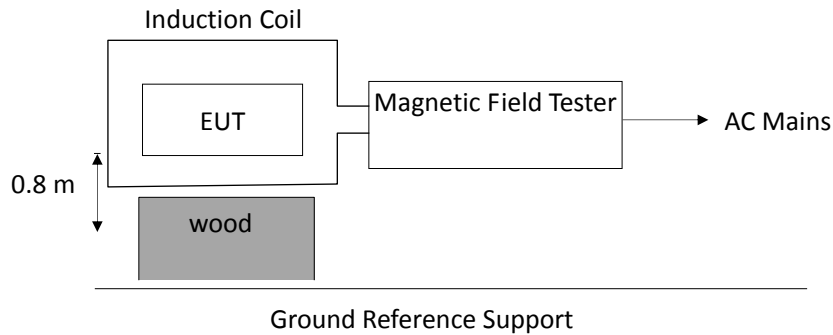 Induction Coil
EUT
Magnetic Field Tester
AC Mains
0.8 m
wood
Ground Reference Support